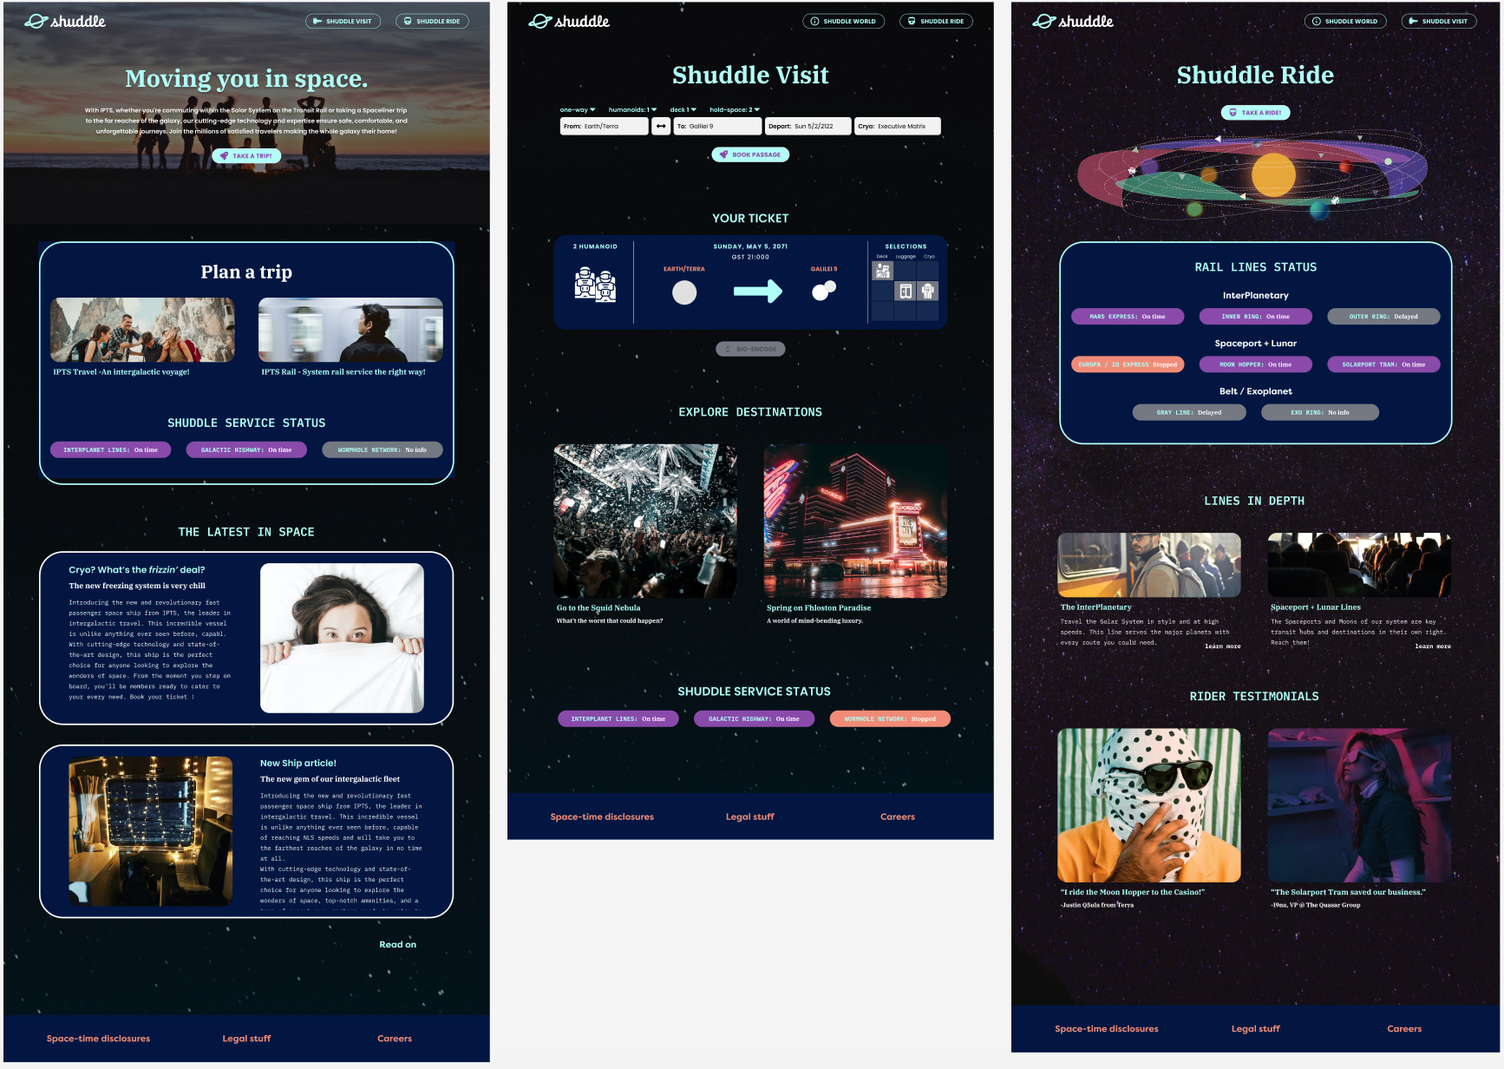 shuddle
SHUDDLE VISIT
SHUDDLE RIDE
Moving you in space.
With IPTS, whether you're commuting within the Solar System on the Transit Rail or taking a Spaceliner trip
to the far reaches of the galaxy, our cutting-edge technology and expertise ensure safe, comfortable, and
unforgettable journeys. Join the millions of satisfied travelers making the whole galaxy their home!
TAKE A TRIP!
Plan a trip
IPTS Travel -An intergalactic voyage!
IPTS Rail - System rail service the right way!
SHUDDLE SERVICE STATUS
INTERPLANET LINES: On time
GALACTIC HIGHWAY: On time
WORMHOLE NETWORK: No info
THE LATEST IN SPACE
Cryo? What's the frizzin' deal?
The new freezing system is very chill
Introducing the new and revolutionary fast
passenger space ship from IPTS, the leader in
intergalactic travel. This incredible vessel
is unlike anything ever seen before, capabl.
With cutting-edge technology and state-of-
the-art design, this ship is the perfect
choice for anyone looking to explore the
wonders of space. From the moment you step on
board, you'll be members ready to cater to
your every need. Book your ticket !
New Ship article!
The new gem of our intergalactic fleet
Introducing the new and revolutionary fast
passenger space ship from IPTS, the leader in
intergalactic travel. This incredible vessel
is unlike anything ever seen before, capable
of reaching NLS speeds and will take you to
the farthest reaches of the galaxy in no time
at all.
With cutting-edge technology and state-of-
the-art design, this ship is the perfect
choice for anyone looking to explore the
wonders of space, top-notch amenities, and a
Read on
Space-time disclosures
Legal stuff
Careers
shuddle
SHUDDLE WORLD
SHUDDLE RIDE
Shuddle Visit
one-way
humanoids: 1
deck 1
hold-space: 2
From: Earth/Terra
To: Galilei 9
Depart: Sun 5/2/2122
Cryo: Executive Matrix
BOOK PASSAGE
YOUR TICKET
2 HUMANOID
SUNDAY, MAY 5, 2071
GST 21:000
EARTH/TERRA
GALILEI 9
SELECTIONS
Deck
Luggage
Cryo
BIO-ENCODE
EXPLORE DESTINATIONS
Go to the Squid Nebula
What's the worst that could happen?
Spring on Fhloston Paradise
A world of mind-bending luxury.
SHUDDLE SERVICE STATUS
INTERPLANET LINES: On time
GALACTIC HIGHWAY: On time
WORMHOLE NETWORK: Stopped
Space-time disclosures
Legal stuff
Careers
shuddle
SHUDDLE WORLD
SHUDDLE VISIT
Shuddle Ride
TAKE A RIDE!
RAIL LINES STATUS
InterPlanetary
MARS EXPRESS: On time
INNER RING: On time
OUTER RING: Delayed
Spaceport + Lunar
EUROPA / IO EXPRESS Stopped
MOON HOPPER: On time
SOLARPORT TRAM: On time
Belt / Exoplanet
GRAY LINE: Delayed
EXO RING: No info
LINES IN DEPTH
The InterPlanetary
Travel the Solar System in style and at high
speeds. This line serves the major planets with
every route you could need.
learn more
Spaceport + Lunar Lines
The Spaceports and Moons of our system are key
transit hubs and destinations in their own right.
Reach them!
learn more
RIDER TESTIMONIALS
"I ride the Moon Hopper to the Casino!"
-Justin Q5ula from Terra
"The Solarport Tram saved our business."
-I9na, VP @ The Quasar Group
Space-time disclosures
Legal stuff
Careers